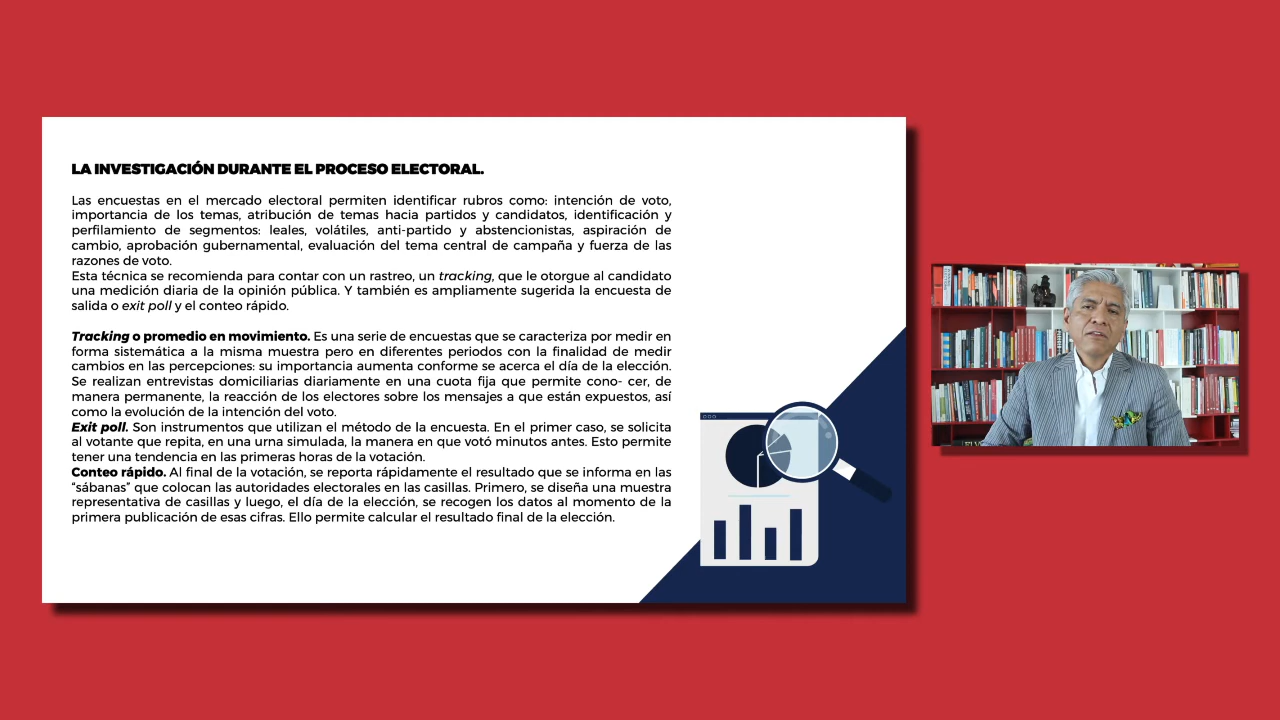 LA INVESTIGACIÓN DURANTE EL PROCESO ELECTORAL.
Las encuestas en el mercado electoral permiten identificar rubros como: intención de voto,
importancia de los temas, atribución de temas hacia partidos y candidatos, identificación y
perfilamiento de segmentos: leales, volátiles, anti-partido y abstencionistas, aspiración de
cambio, aprobación gubernamental, evaluación del tema central de campaña y fuerza de las
razones de voto.
Esta técnica se recomienda para contar con un rastreo, un tracking, que le otorgue al candidato
una medición diaria de la opinión pública. Y también es ampliamente sugerida la encuesta de
salida o exit poll y el conteo rápido.
Tracking o promedio en movimiento. Es una serie de encuestas que se caracteriza por medir en
forma sistemática a la misma muestra pero en diferentes periodos con la finalidad de medir
cambios en las percepciones: su importancia aumenta conforme se acerca el día de la elección.
Se realizan entrevistas domiciliarias diariamente en una cuota fija que permite cono- cer, de
manera permanente, la reacción de los electores sobre los mensajes a que están expuestos, así
como la evolución de la intención del voto.
Exit poll. Son instrumentos que utilizan el método de la encuesta. En el primer caso, se solicita
al votante que repita, en una urna simulada, la manera en que votó minutos antes. Esto permite
tener una tendencia en las primeras horas de la votación.
Conteo rápido. Al final de la votación, se reporta rápidamente el resultado que se informa en las
“sábanas” que colocan las autoridades electorales en las casillas. Primero, se diseña una muestra
representativa de casillas y luego, el día de la elección, se recogen los datos al momento de la
primera publicación de esas cifras. Ello permite calcular el resultado final de la elección.